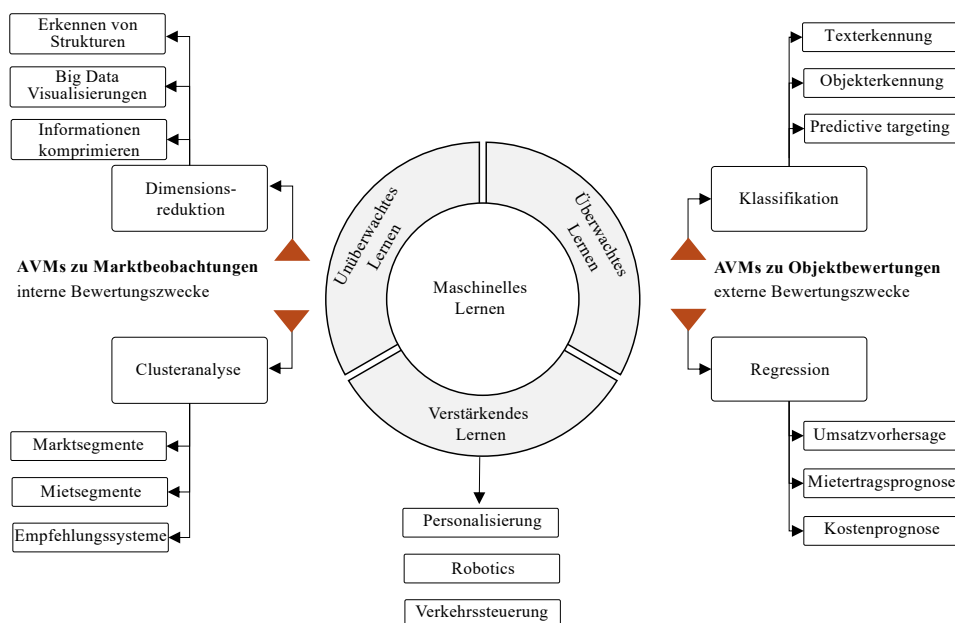 Erkennen von
Strukturen
Big Data
Visualisierungen
Informationen
komprimieren
Dimensions-
reduktion
AVMs zu Marktbeobachtungen
interne Bewertungszwecke
Clusteranalyse
Marktsegmente
Mietsegmente
Empfehlungssysteme
Unüberwachtes
Lernen
Überwachtes
Lernen
Maschinelles
Lernen
Verstärkendes
Lernen
Personalisierung
Robotics
Verkehrssteuerung
Texterkennung
Objekterkennung
Predictive targeting
Klassifikation
AVMs zu Objektbewertungen
externe Bewertungszwecke
Regression
Umsatzvorhersage
Mietertragsprognose
Kostenprognose